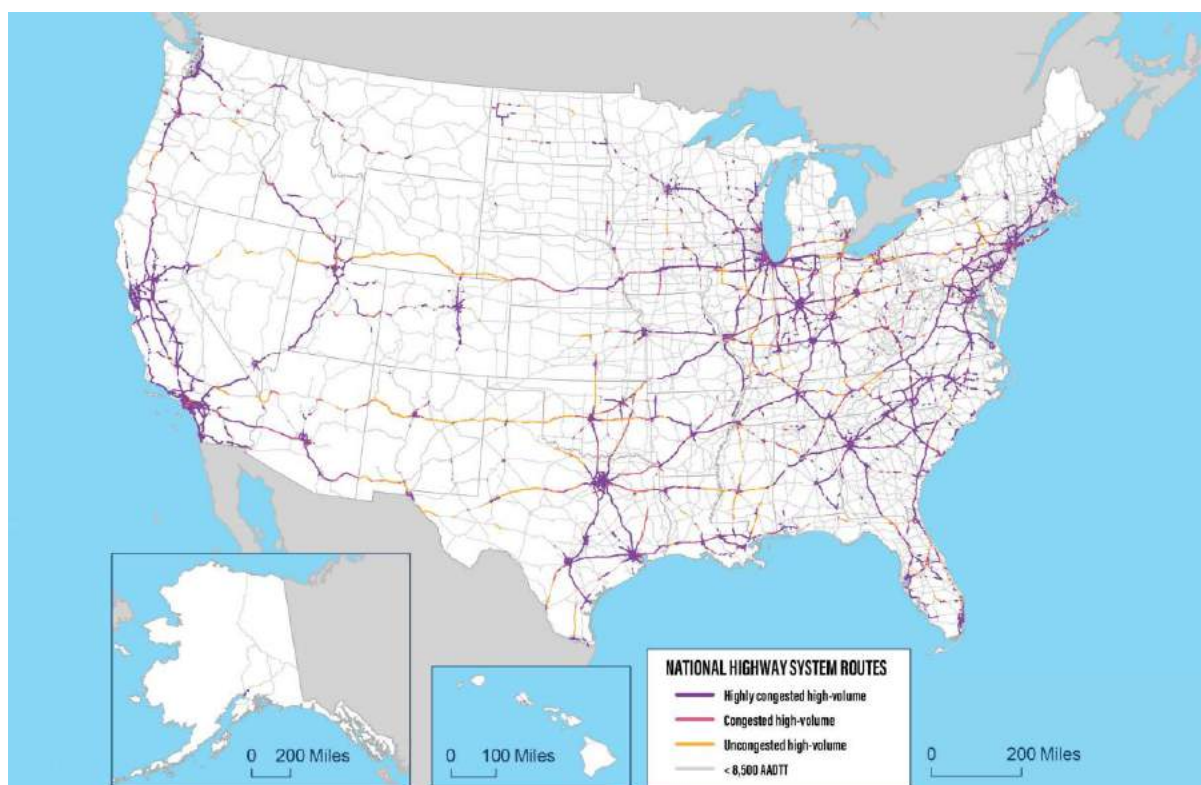 0 200 Miles
0 100 Miles
NATIONAL HIGHWAY SYSTEM ROUTES
Highly congested high-volume
Congested high-volume
Uncongested high-volume
< 8,500 AADTT
0 200 Miles